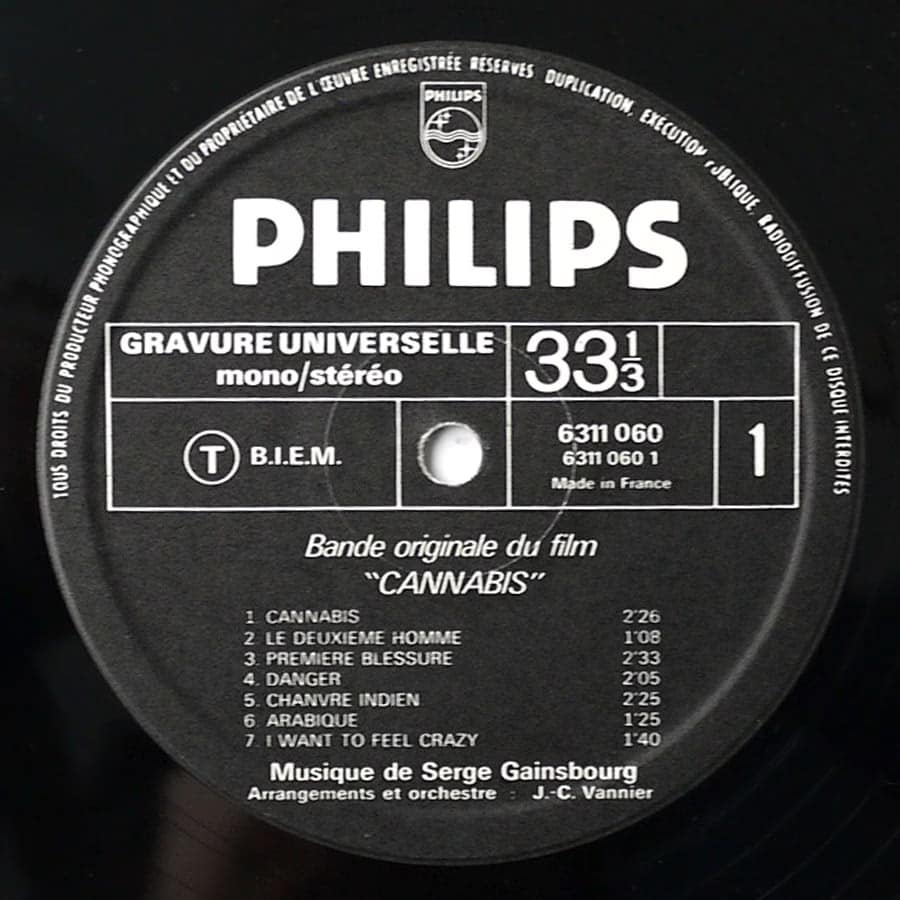 TOUS DROITS DU PRODUCTEUR PHONOGRAPHIQUE ET DU PROPRIÉTAIRE DE L'ŒUVRE ENREGISTRÉE RÉSERVES DUPLICATION, EXÉCUTION PUBLIQUE, RADIODIFFUSION DE CE DISQUE INTERDITES
PHILIPS
PHILIPS
GRAVURE UNIVERSELLE
mono/stéréo
33 1/3
T B.I.E.M.
6311 060
6311 060 1
Made in France
1
Bande originale du film
"CANNABIS"
1. CANNABIS 2'26
2. LE DEUXIEME HOMME 1'08
3. PREMIERE BLESSURE 2'33
4. DANGER 2'05
5. CHANVRE INDIEN 2'25
6. ARABIQUE 1'25
7. I WANT TO FEEL CRAZY 1'40
Musique de Serge Gainsbourg
Arrangements et orchestre : J.-C. Vannier